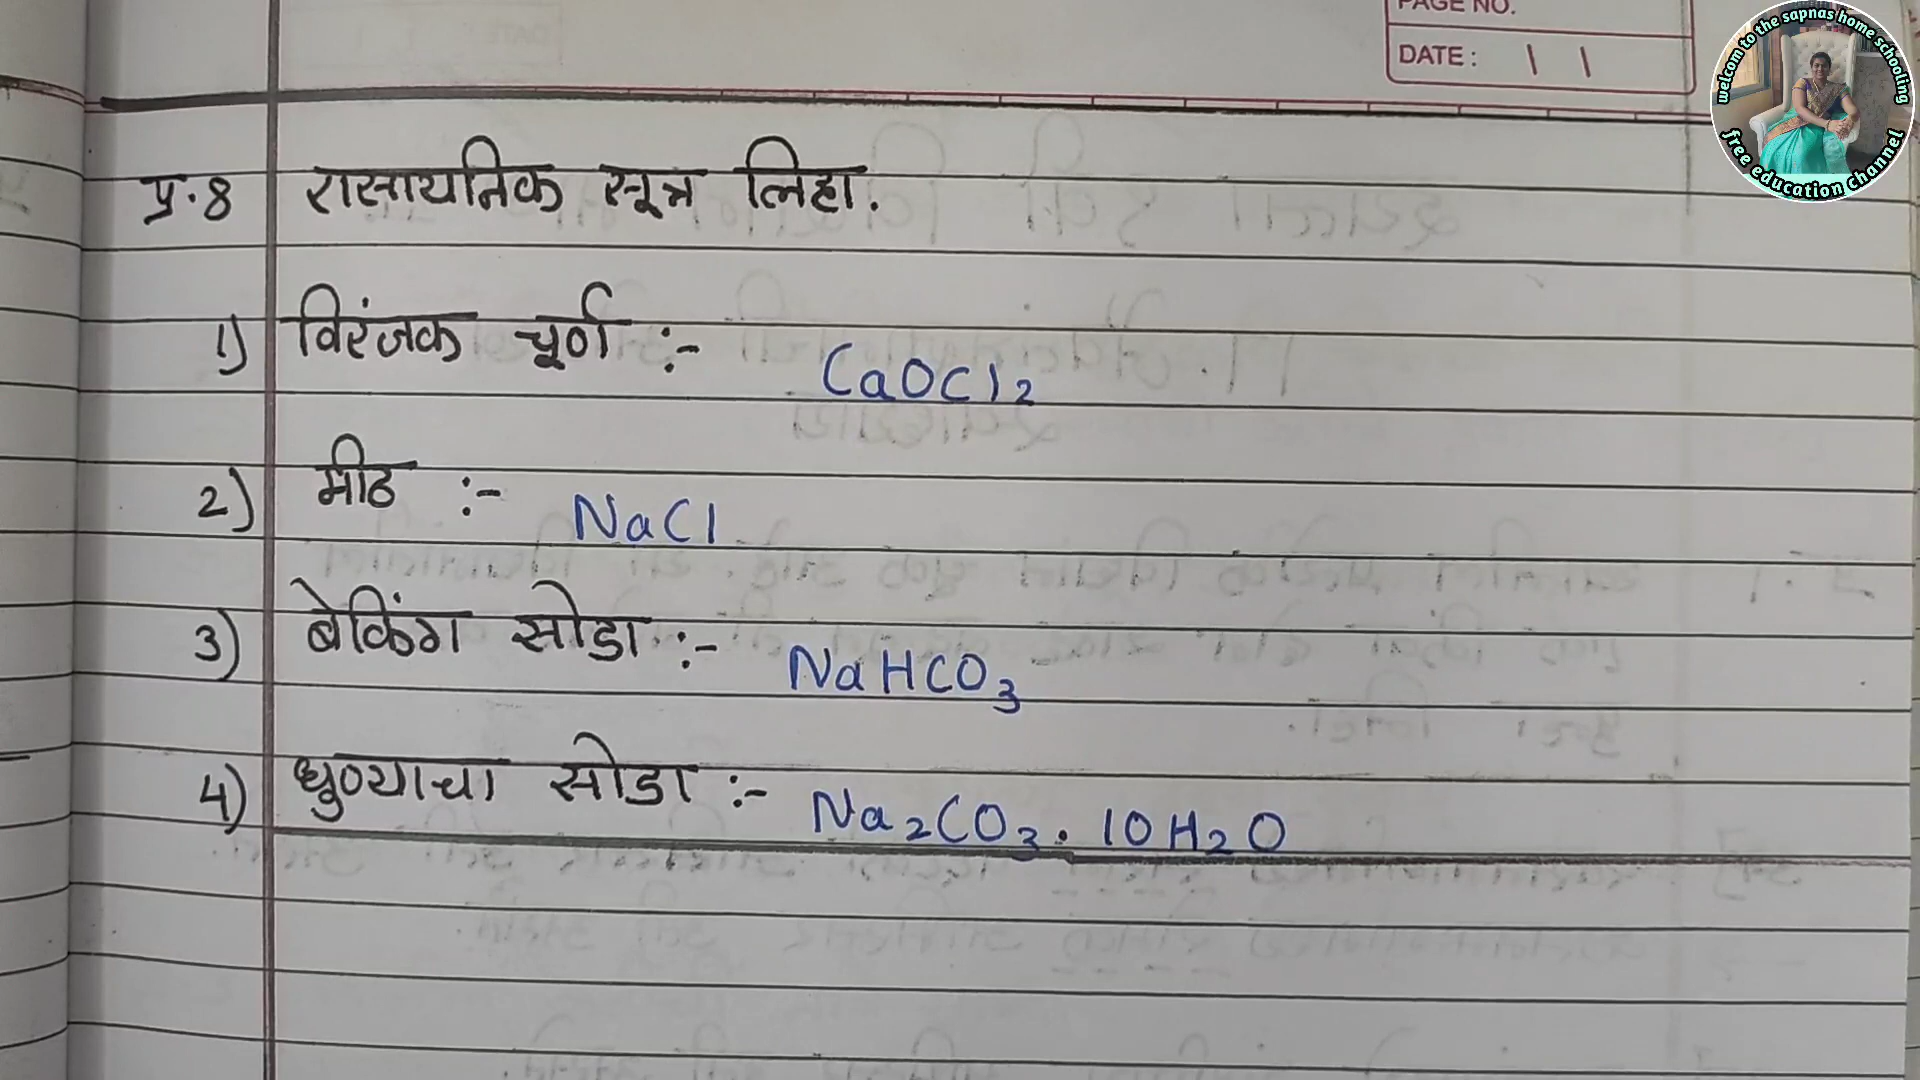 PAGE NO.
DATE :
welcom to the sapnas home schooling
free education channel
प्र.8 रासायनिक सूत्र लिहा.
1) विरंजक चूर्ण :- CaOCl₂
2) मीठ :- NaCl
3) बेकिंग सोडा :- NaHCO₃
4) धुण्याचा सोडा :- Na₂CO₃. 10H₂O